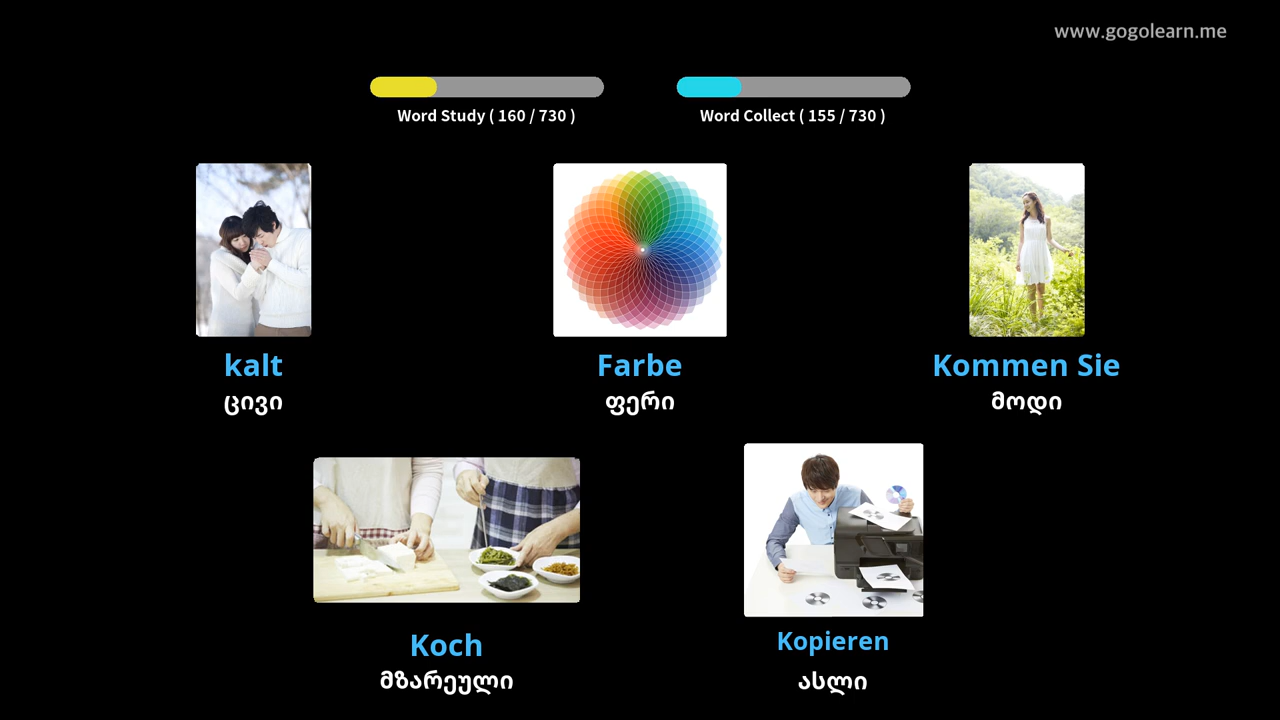 www.gogolearn.me
Word Study ( 160 / 730 )
Word Collect ( 155 / 730 )
kalt
ცივი
Farbe
ფერი
Kommen Sie
მოდი
Koch
მზარეული
Kopieren
ასლი